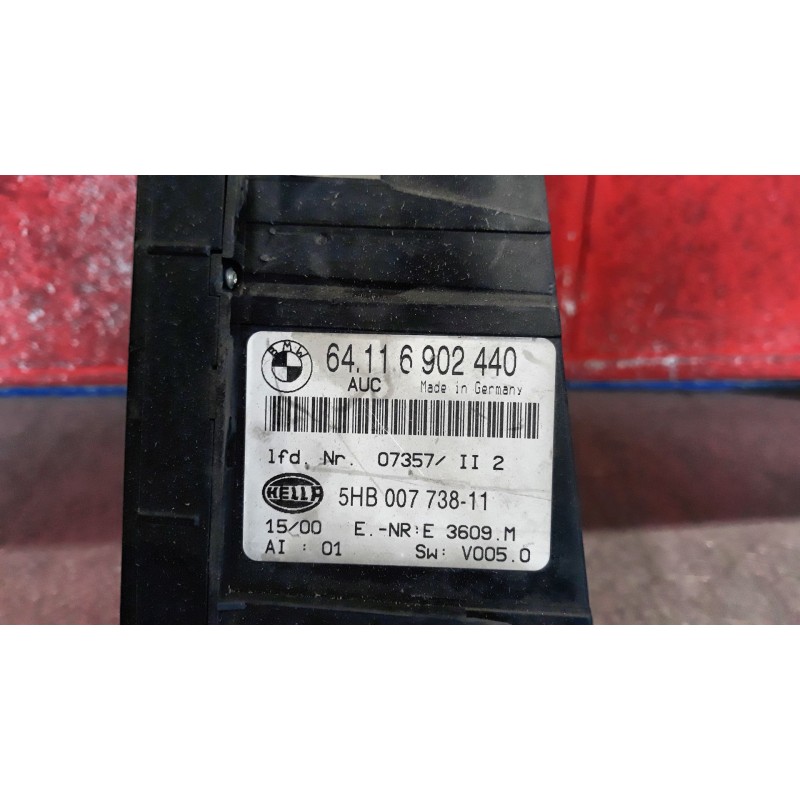 BMW 64.11 6 902 440
AUC Made in Germany
lfd. Nr. 07357/ II 2
HELLA 5HB 007 738-11
15/00 E.-NR:E 3609.M
AI : 01 SW: V005.0